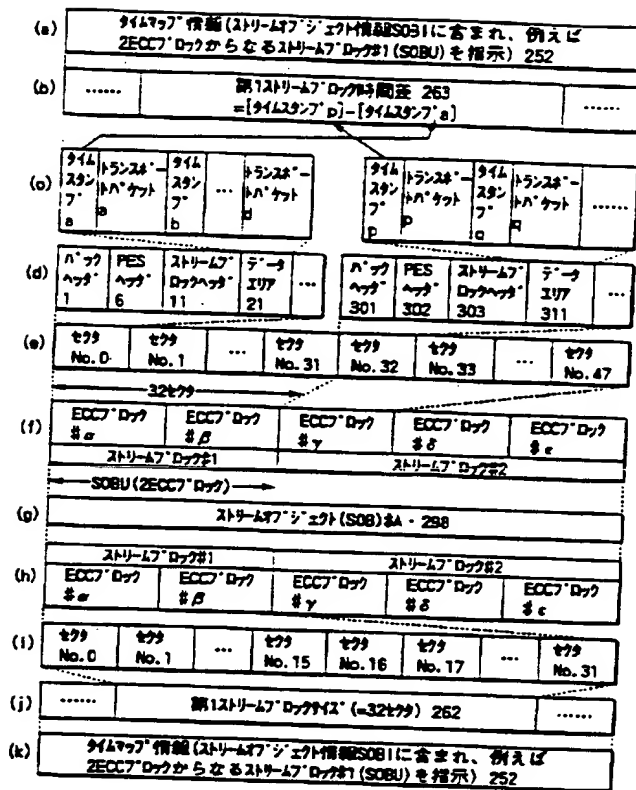 (a) タイムマップ情報(ストリームオブジェクト情報SOBIに含まれ、例えば
2ECCブロックからなるストリームブロック#1(SOBU)を指示) 252
(b) …… 第1ストリームブロック時間差 263 ……
=[タイムスタンプp]-[タイムスタンプa]
(c) タイムスタンプa トランスポートパケットa タイムスタンプb … トランスポートパケットd タイムスタンプp トランスポートパケットp タイムスタンプq トランスポートパケットq ……
(d) パックヘッダ1 PESヘッダ6 ストリームブロックヘッダ11 データエリア21 … パックヘッダ301 PESヘッダ302 ストリームブロックヘッダ303 データエリア311 …
(e) セクタNo.0 セクタNo.1 … セクタNo.31 セクタNo.32 セクタNo.33 … セクタNo.47
32セクタ
(f) ECCブロック#α ECCブロック#β ECCブロック#γ ECCブロック#δ ECCブロック#ε
ストリームブロック#1 ストリームブロック#2
SOBU(2ECCブロック)
(g) ストリームオブジェクト(SOB)#A・298
ストリームブロック#1 ストリームブロック#2
(h) ECCブロック#α ECCブロック#β ECCブロック#γ ECCブロック#δ ECCブロック#ε
(i) セクタNo.0 セクタNo.1 … セクタNo.15 セクタNo.16 セクタNo.17 … セクタNo.31
(j) …… 第1ストリームブロックサイズ(=32セクタ) 262 ……
(k) タイムマップ情報(ストリームオブジェクト情報SOBIに含まれ、例えば
2ECCブロックからなるストリームブロック#1(SOBU)を指示) 252